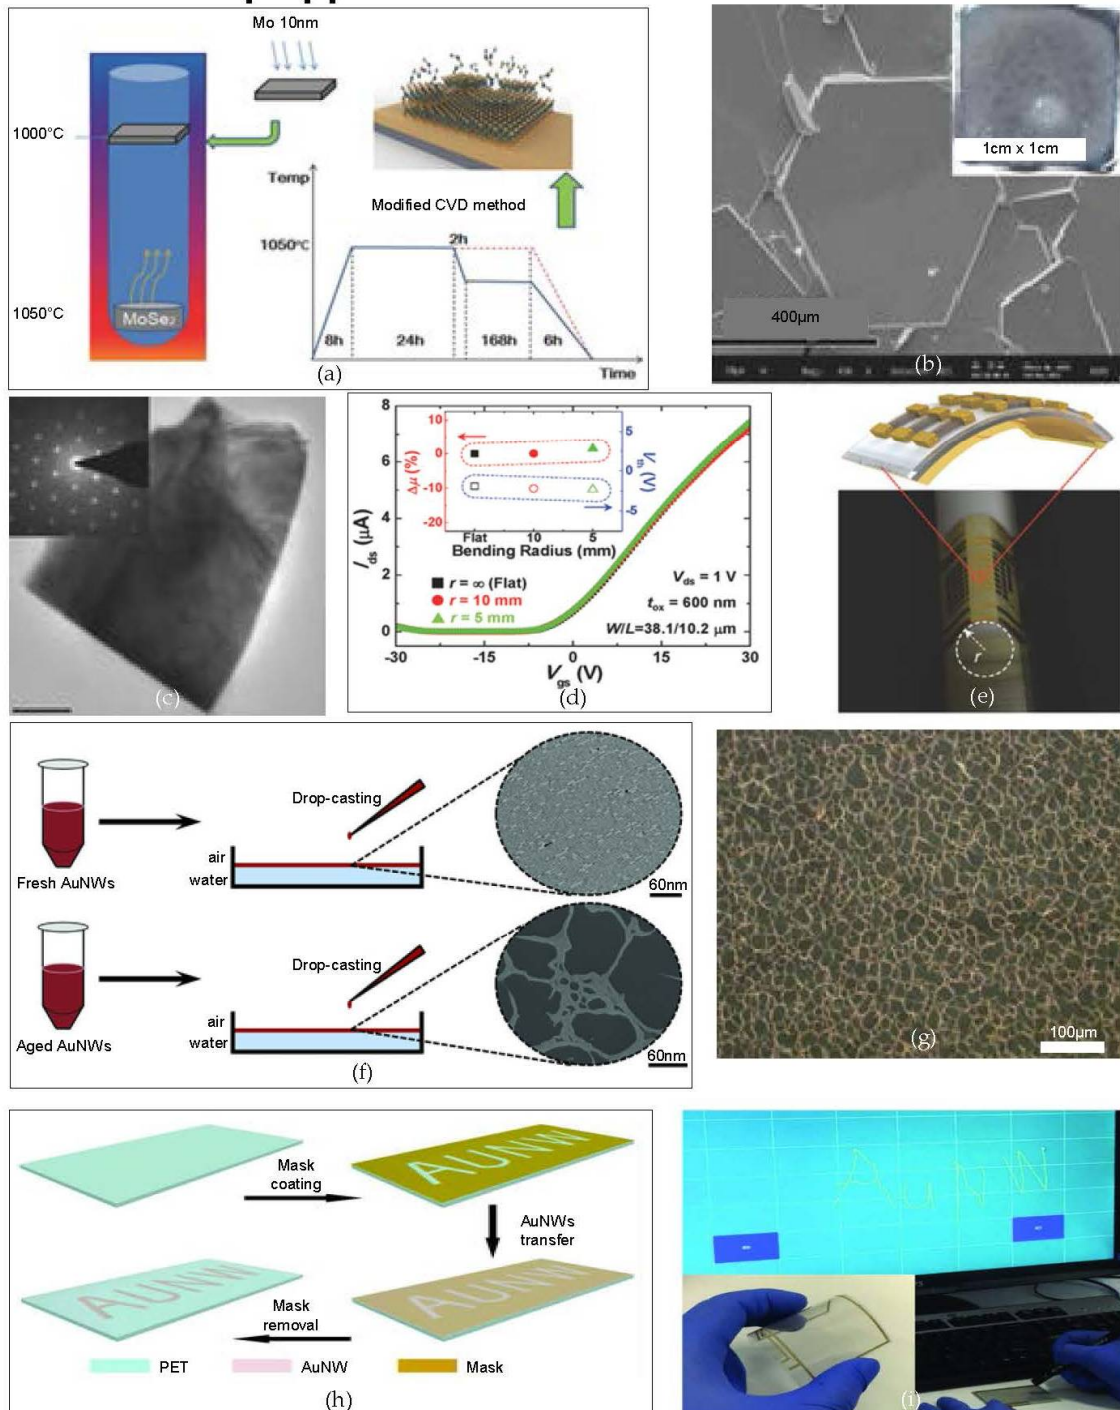 Mo 10nm
1000°C
Temp
Modified CVD method
1050°C
2h
1050°C
MoSe2
8h
24h
168h
6h
Time
(a)
1cm x 1cm
400µm
(b)
(c)
8
6
4
2
0
Ids (µA)
10
0
-10
-20
Δµ (%)
5
0
-5
Vth (V)
Flat
10
5
Bending Radius (mm)
r = ∞ (Flat)
r = 10 mm
r = 5 mm
Vds = 1 V
tox = 600 nm
W/L=38.1/10.2 µm
-30
-15
0
15
30
Vgs (V)
(d)
r
(e)
Fresh AuNWs
Drop-casting
air
water
60nm
Aged AuNWs
Drop-casting
air
water
60nm
(f)
100µm
(g)
AUNW
Mask
coating
AuNWs
transfer
AUNW
AUNW
Mask
removal
PET
AuNW
Mask
(h)
AuNW
(i)